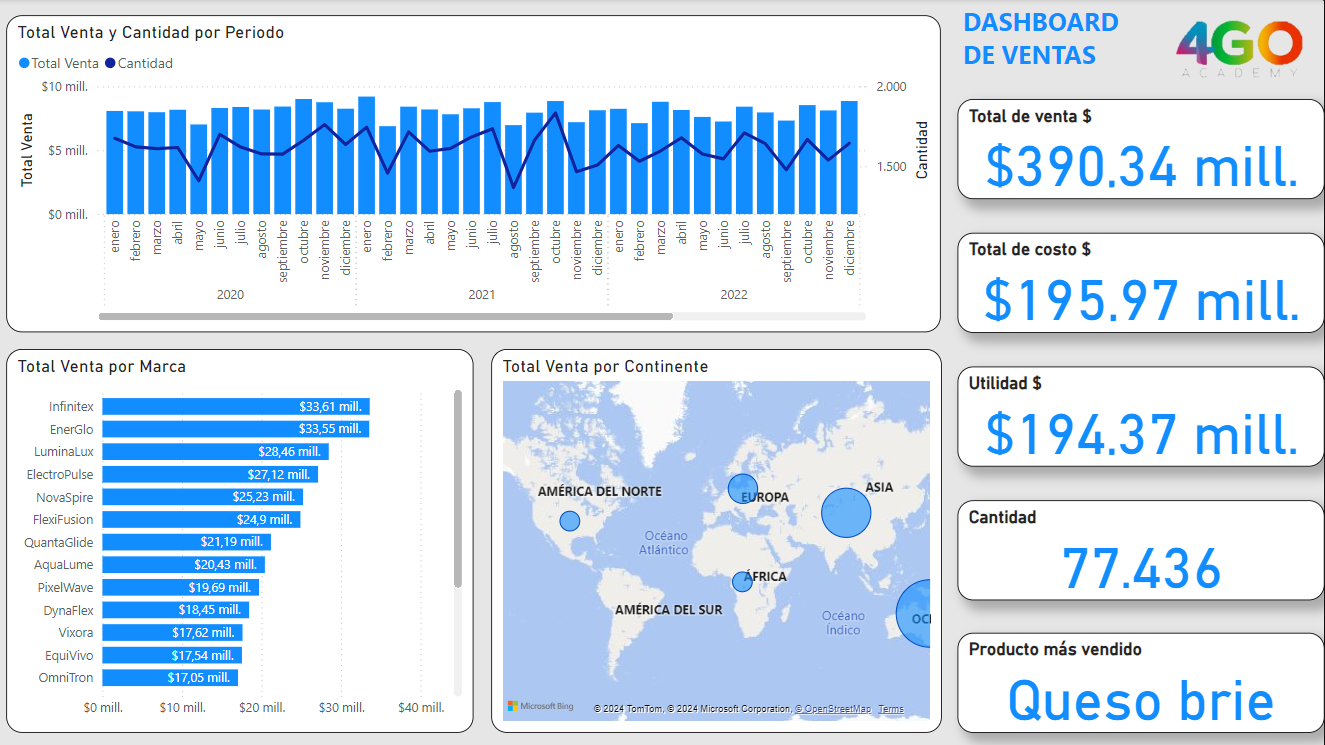 Total Venta y Cantidad por Periodo
Total Venta Cantidad
$10 mill.
$5 mill.
$0 mill.
Total Venta
2.000
1.500
Cantidad
enero febrero marzo abril mayo junio julio agosto septiembre octubre noviembre diciembre enero febrero marzo abril mayo junio julio agosto septiembre octubre noviembre diciembre enero febrero marzo abril mayo junio julio agosto septiembre octubre noviembre diciembre
2020 2021 2022
DASHBOARD
DE VENTAS
4GO
ACADEMY
Total de venta $
$390,34 mill.
Total de costo $
$195,97 mill.
Utilidad $
$194,37 mill.
Cantidad
77.436
Producto más vendido
Queso brie
Total Venta por Marca
Infinitex $33,61 mill.
EnerGlo $33,55 mill.
LuminaLux $28,46 mill.
ElectroPulse $27,12 mill.
NovaSpire $25,23 mill.
FlexiFusion $24,9 mill.
QuantaGlide $21,19 mill.
AquaLume $20,43 mill.
PixelWave $19,69 mill.
DynaFlex $18,45 mill.
Vixora $17,62 mill.
EquiVivo $17,54 mill.
OmniTron $17,05 mill.
$0 mill. $10 mill. $20 mill. $30 mill. $40 mill.
Total Venta por Continente
AMÉRICA DEL NORTE
EUROPA
ASIA
Océano
Atlántico
ÁFRICA
AMÉRICA DEL SUR
Océano
Índico
OCE
Microsoft Bing
© 2024 TomTom, © 2024 Microsoft Corporation, © OpenStreetMap Terms